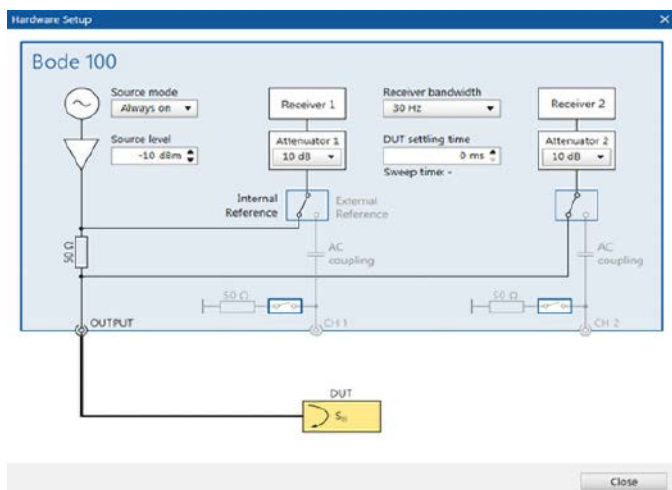 Hardware Setup
Bode 100
Source mode
Always on
Source level
-10 dBm
Receiver 1
Attenuator 1
10 dB
Receiver bandwidth
30 Hz
DUT settling time
0 ms
Sweep time: -
Receiver 2
Attenuator 2
10 dB
Internal
Reference
External
Reference
50 Ω
AC
coupling
AC
coupling
50 Ω
50 Ω
OUTPUT
CH 1
CH 2
DUT
S₁₁
Close